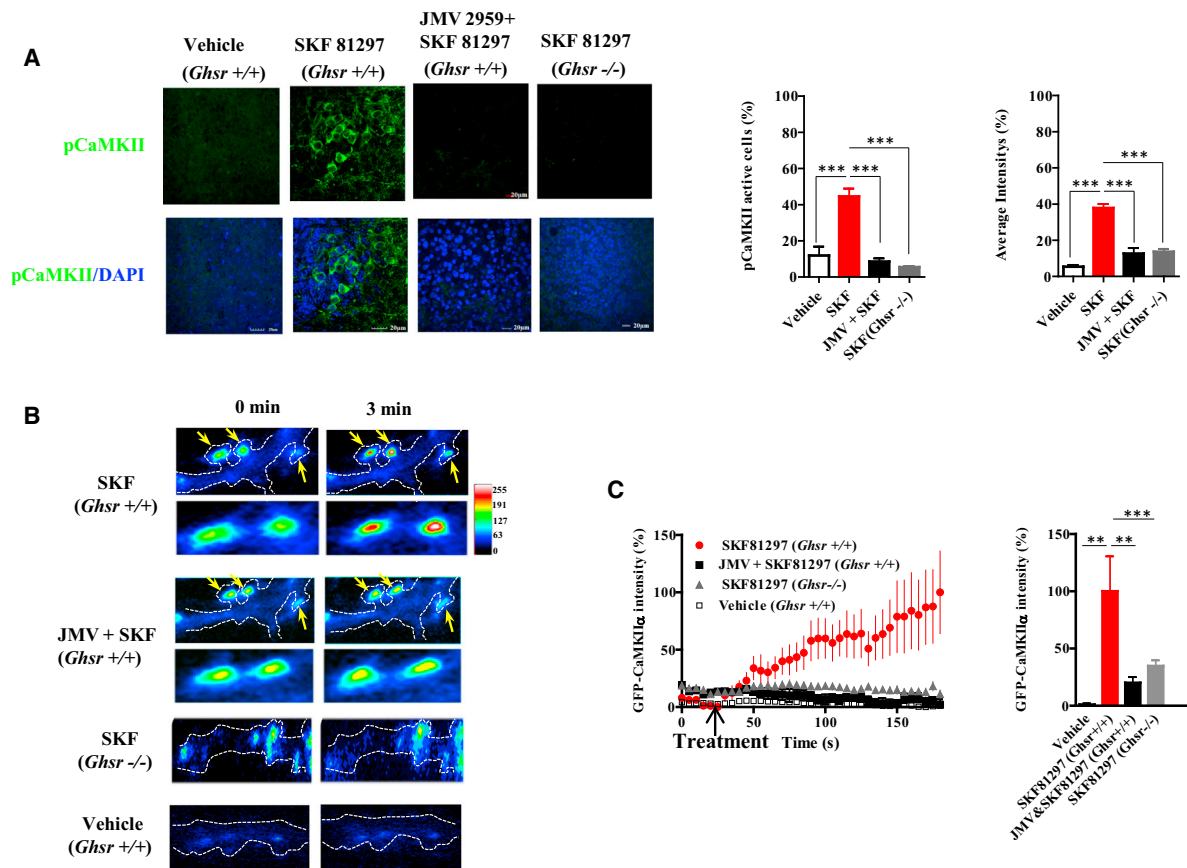 A
Vehicle
(Ghsr +/+)
SKF 81297
(Ghsr +/+)
JMV 2959+
SKF 81297
(Ghsr +/+)
SKF 81297
(Ghsr -/-)
pCaMKII
20μm
20μm
pCaMKII/DAPI
20μm
20μm
20μm
20μm
pCaMKII active cells (%)
100
80
60
40
20
0
***
*** ***
Vehicle
SKF
JMV + SKF
SKF(Ghsr -/-)
Average Intensitys (%)
100
80
60
40
20
0
***
*** ***
Vehicle
SKF
JMV + SKF
SKF(Ghsr -/-)
B
0 min
3 min
SKF
(Ghsr +/+)
255
191
127
63
0
JMV + SKF
(Ghsr +/+)
SKF
(Ghsr -/-)
Vehicle
(Ghsr +/+)
C
GFP-CaMKIIα intensity (%)
150
100
50
0
SKF81297 (Ghsr +/+)
JMV + SKF81297 (Ghsr +/+)
SKF81297 (Ghsr-/-)
Vehicle (Ghsr +/+)
0
50
100
150
Treatment
Time (s)
GFP-CaMKIIα intensity (%)
150
100
50
0
***
** **
Vehicle
SKF81297 (Ghsr+/+)
JMV&SKF81297 (Ghsr+/+)
SKF81297 (Ghsr-/-)